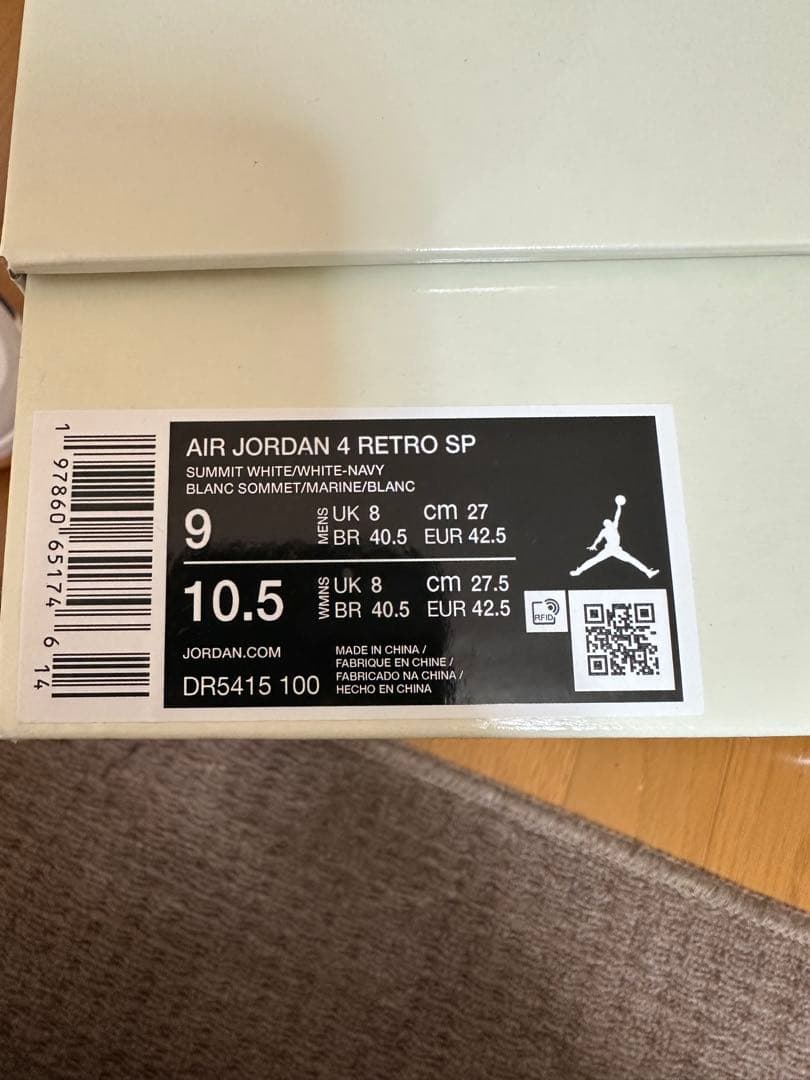 AIR JORDAN 4 RETRO SP
SUMMIT WHITE/WHITE-NAVY
BLANC SOMMET/MARINE/BLANC
9 MENS UK 8 cm 27
BR 40.5 EUR 42.5
10.5 WMNS UK 8 cm 27.5
BR 40.5 EUR 42.5
RFID
JORDAN.COM
DR5415 100
MADE IN CHINA /
FABRIQUE EN CHINE /
FABRICADO NA CHINA /
HECHO EN CHINA
1 97860 65174 6 14